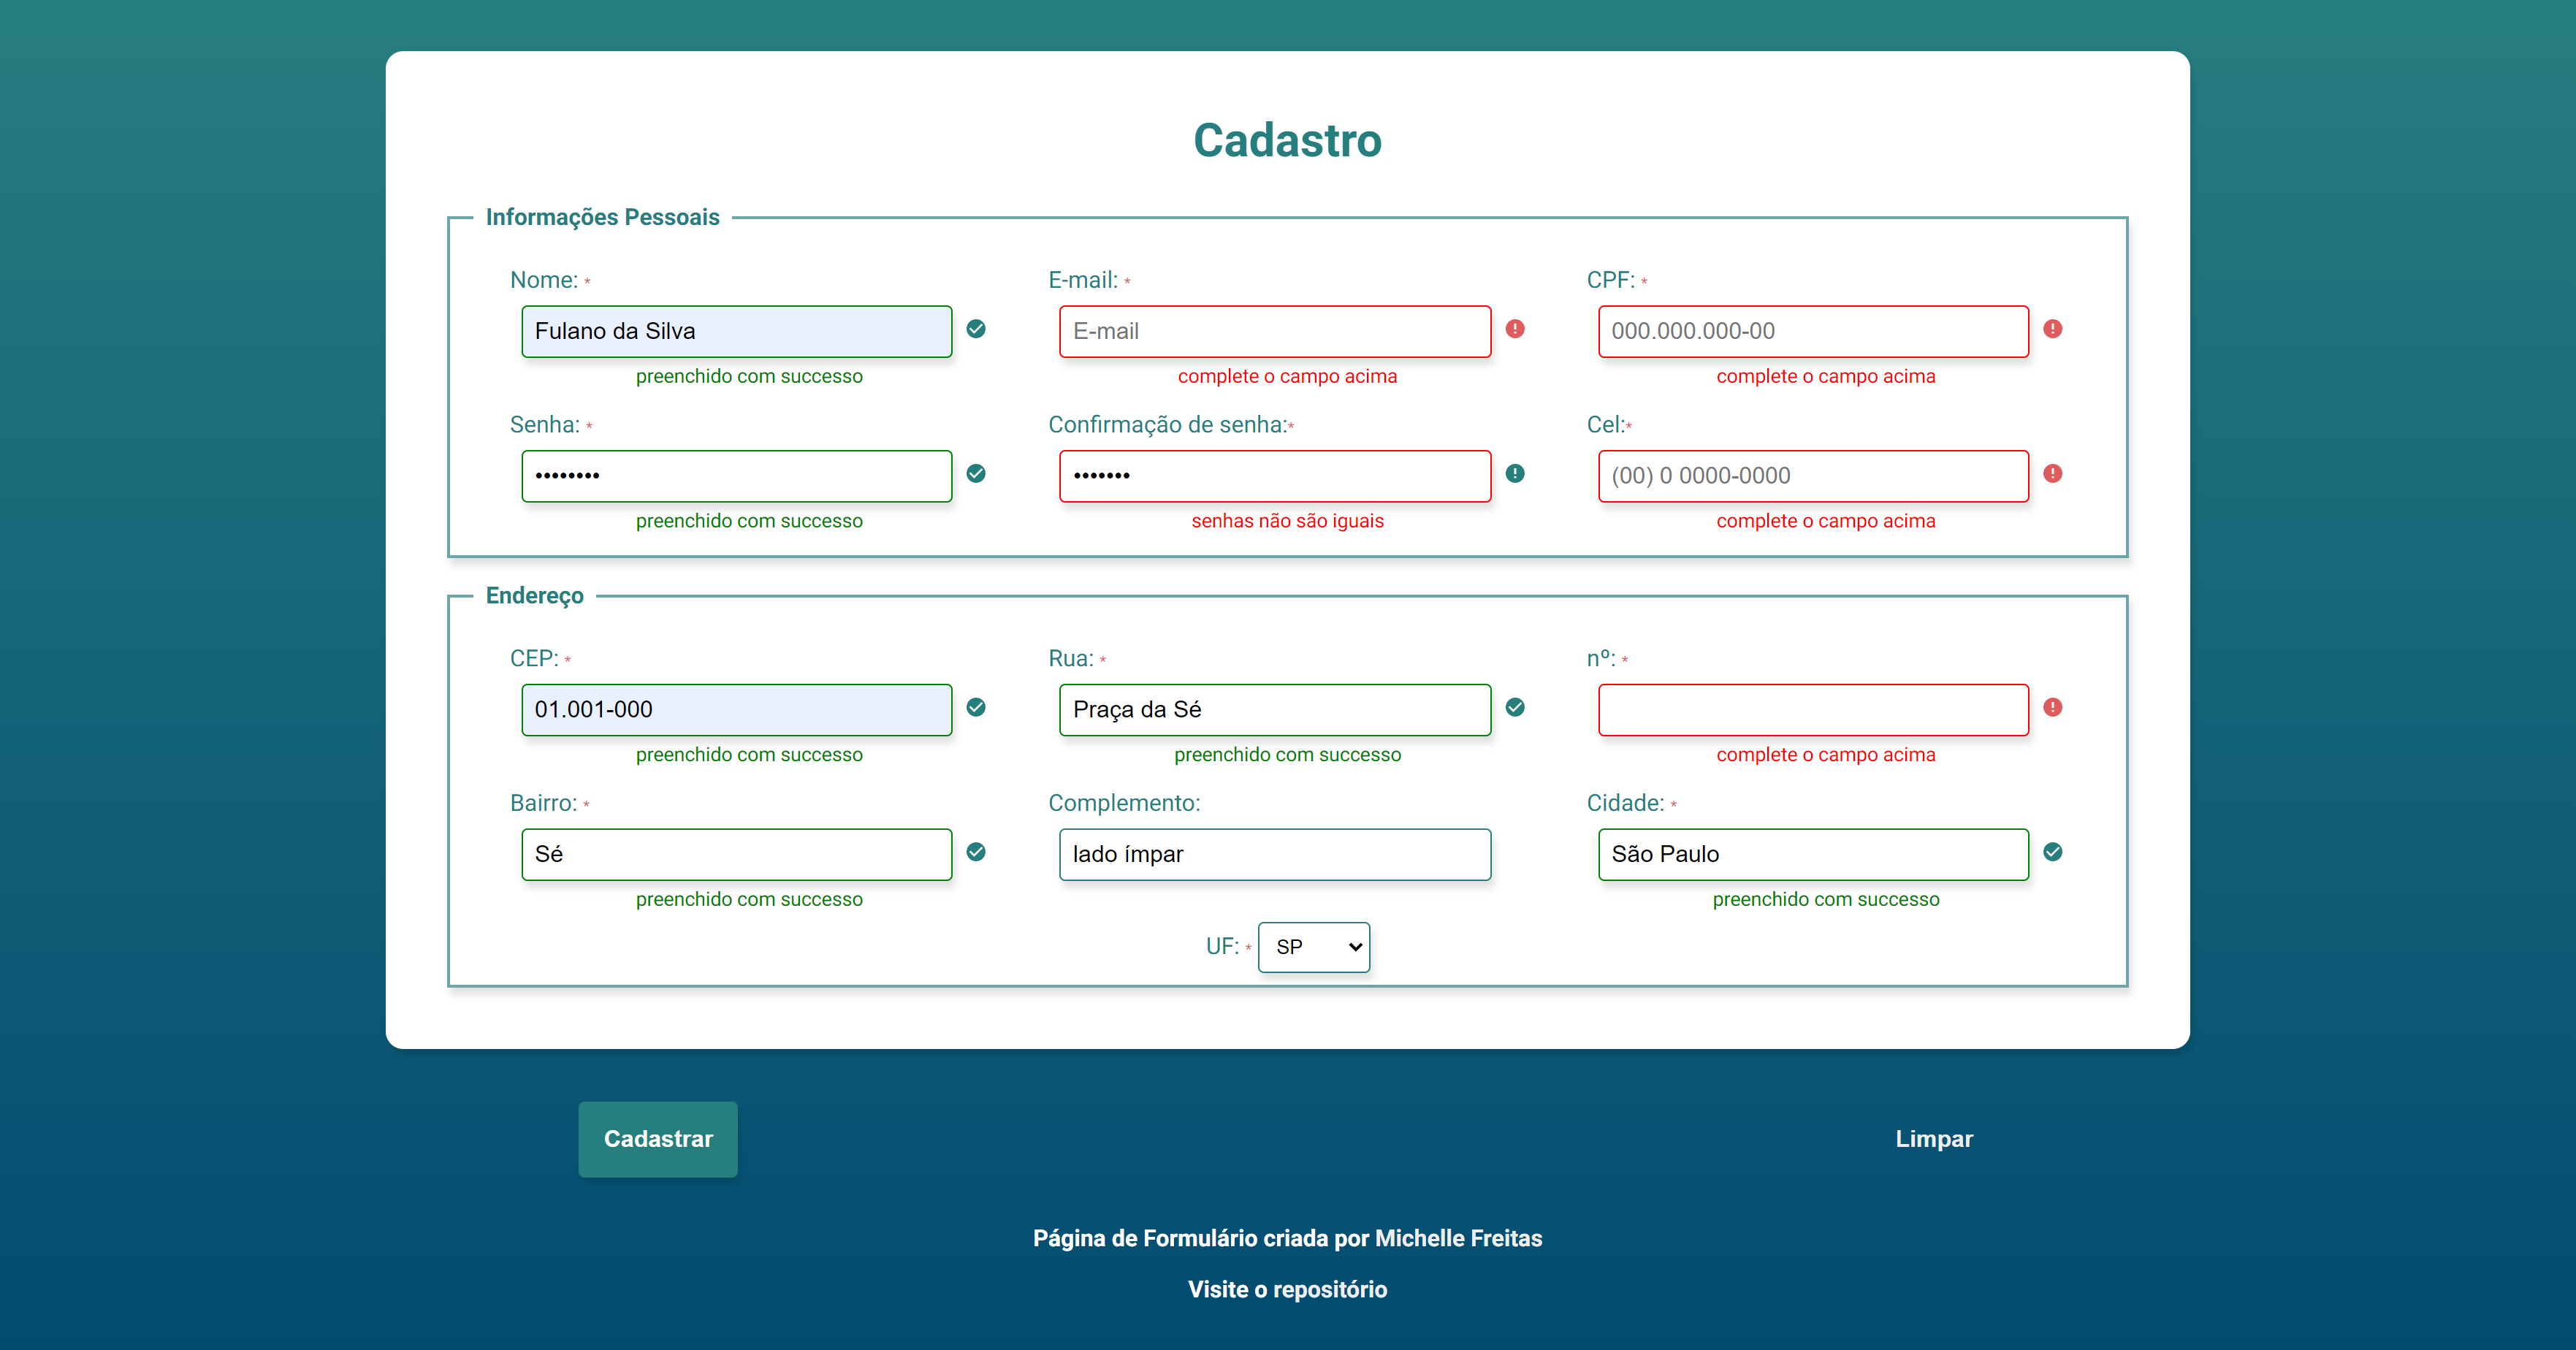 Cadastro
Informações Pessoais
Nome: * E-mail: * CPF: *
Fulano da Silva E-mail 000.000.000-00
preenchido com successo complete o campo acima complete o campo acima
Senha: * Confirmação de senha:* Cel:*
•••••••• ••••••• (00) 0 0000-0000
preenchido com successo senhas não são iguais complete o campo acima
Endereço
CEP: * Rua: * nº: *
01.001-000 Praça da Sé
preenchido com successo preenchido com successo complete o campo acima
Bairro: * Complemento: Cidade: *
Sé lado ímpar São Paulo
preenchido com successo preenchido com successo
UF: * SP
Cadastrar Limpar
Página de Formulário criada por Michelle Freitas
Visite o repositório